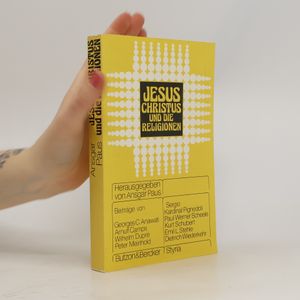 JESUS
CHRISTUS
UND DIE
RELIGIONEN
Herausgegeben
von Ansgar Paus
Beiträge von
Georges C. Anawati
Arnulf Camps
Wilhelm Dupré
Peter Meinhold
Sergio
Kardinal Pignedoli
Paul Werner Scheele
Kurt Schubert
Emil L. Stehle
Dietrich Wiederkehr
Butzon & Bercker / Styria
Ansgar
Paus
JESUS
CHRISTUS
und die